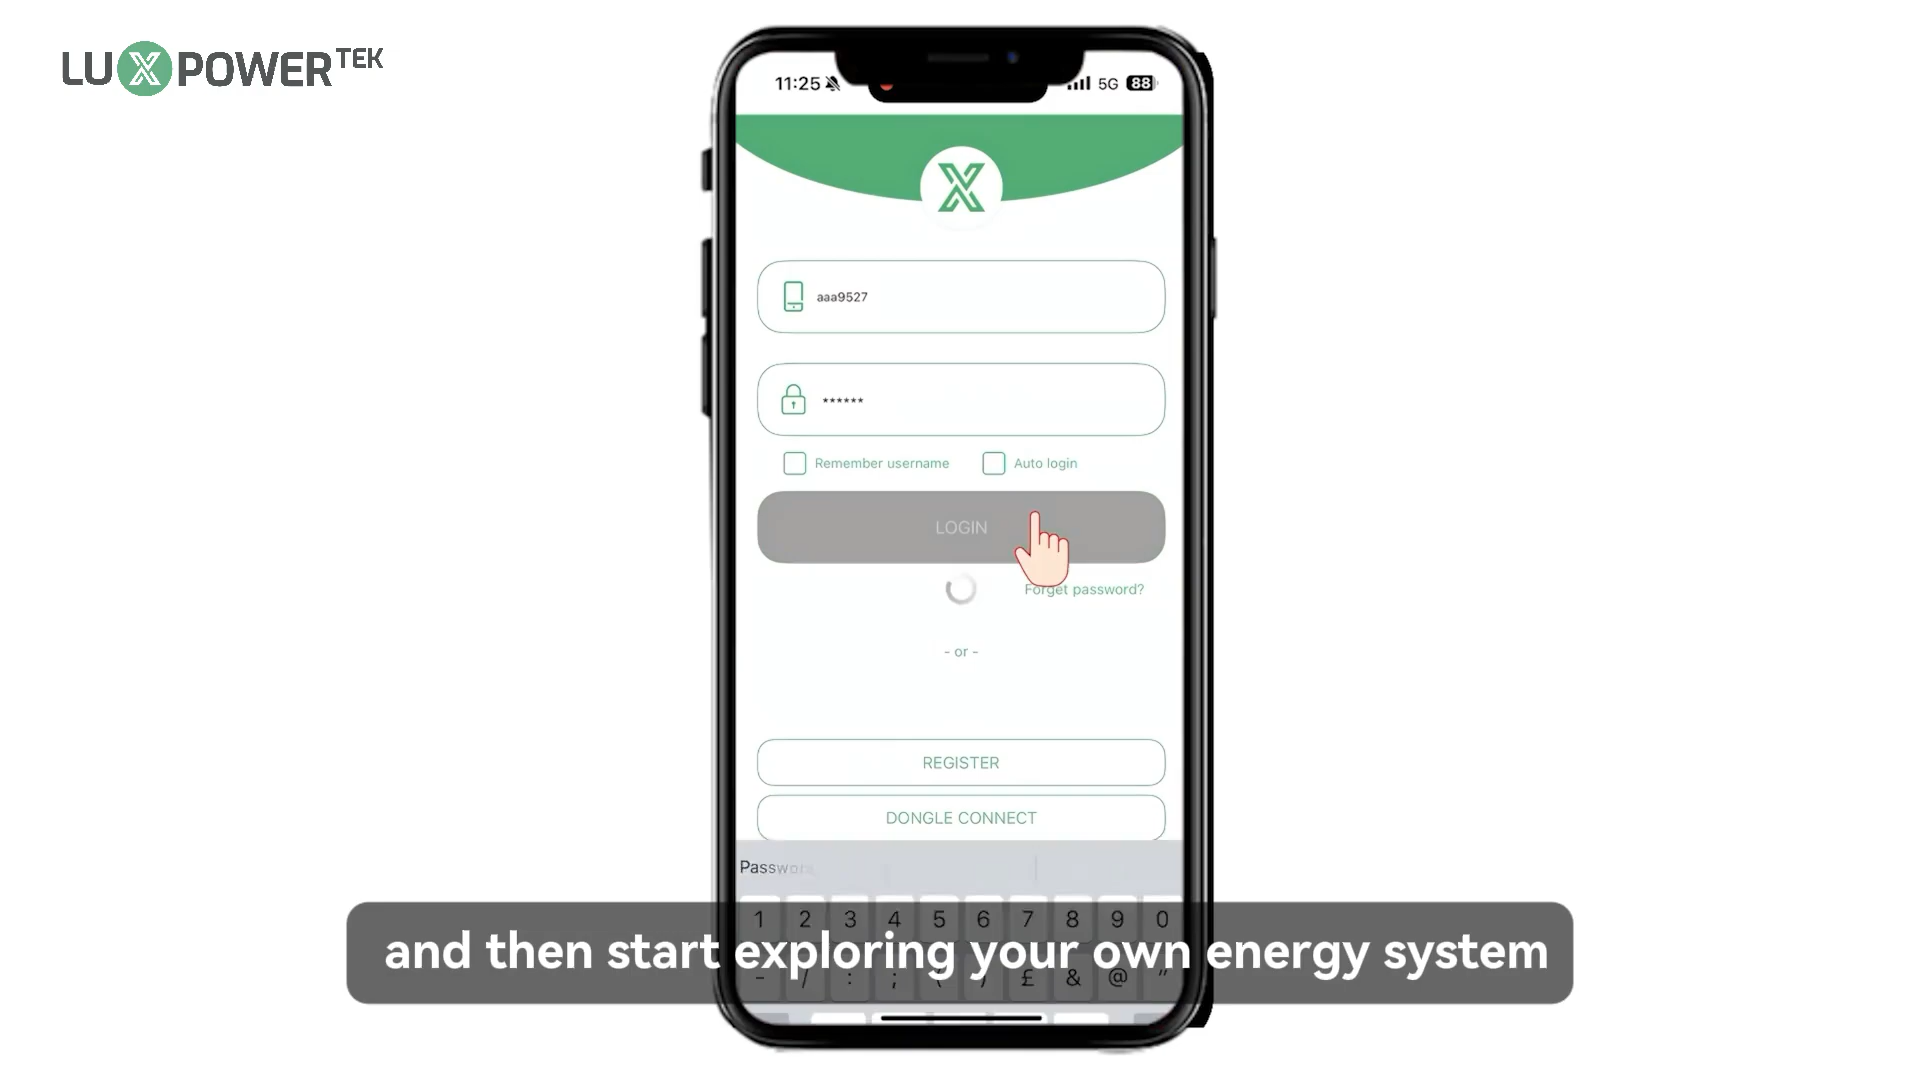 LUXPOWERTEK
11:25 5G 88
aaa9527
******
Remember username Auto login
LOGIN
Forget password?
- or -
REGISTER
DONGLE CONNECT
Password
1 2 3 4 5 6 7 8 9 0
and then start exploring your own energy system
- / : ; ( ) £ & @ "